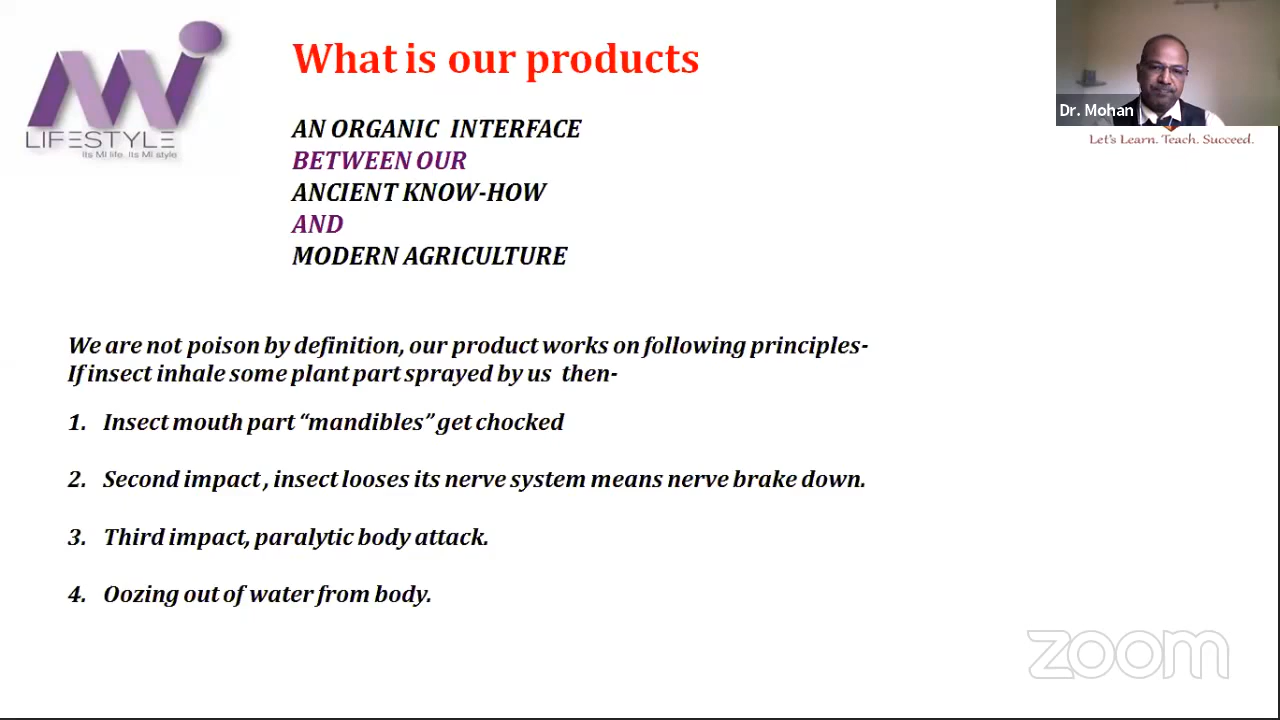 LIFESTYLE
Its Mi life. Its Mi style
What is our products
AN ORGANIC INTERFACE
BETWEEN OUR
ANCIENT KNOW-HOW
AND
MODERN AGRICULTURE
Dr. Mohan
Let's Learn. Teach. Succeed.
We are not poison by definition, our product works on following principles-
If insect inhale some plant part sprayed by us then-
1. Insect mouth part “mandibles” get chocked
2. Second impact , insect looses its nerve system means nerve brake down.
3. Third impact, paralytic body attack.
4. Oozing out of water from body.
zoom